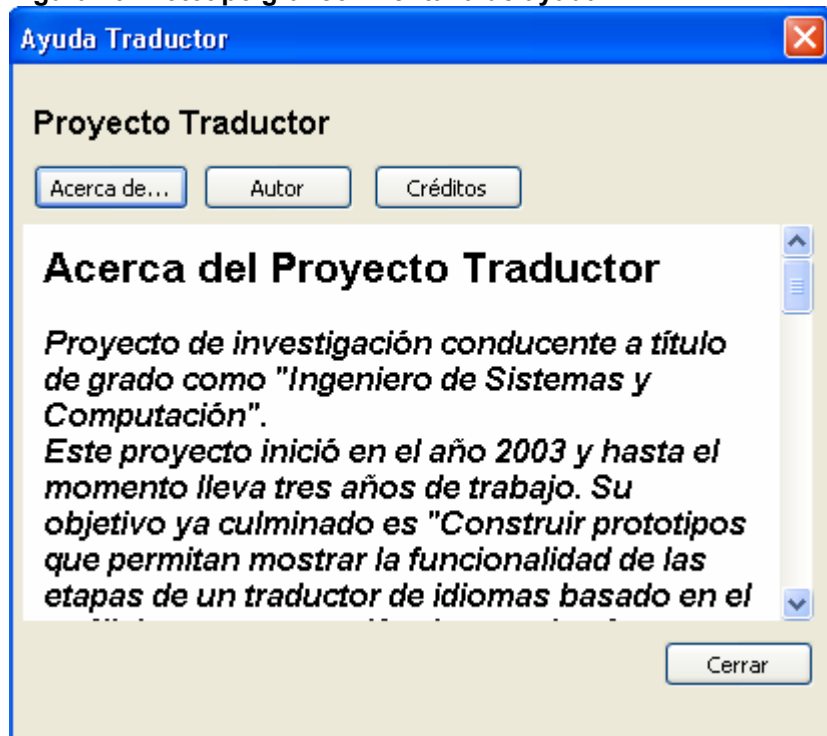 Ayuda Traductor
Proyecto Traductor
Acerca de...
Autor
Créditos
Acerca del Proyecto Traductor
Proyecto de investigación conducente a título
de grado como "Ingeniero de Sistemas y
Computación".
Este proyecto inició en el año 2003 y hasta el
momento lleva tres años de trabajo. Su
objetivo ya culminado es "Construir prototipos
que permitan mostrar la funcionalidad de las
etapas de un traductor de idiomas basado en el
Cerrar